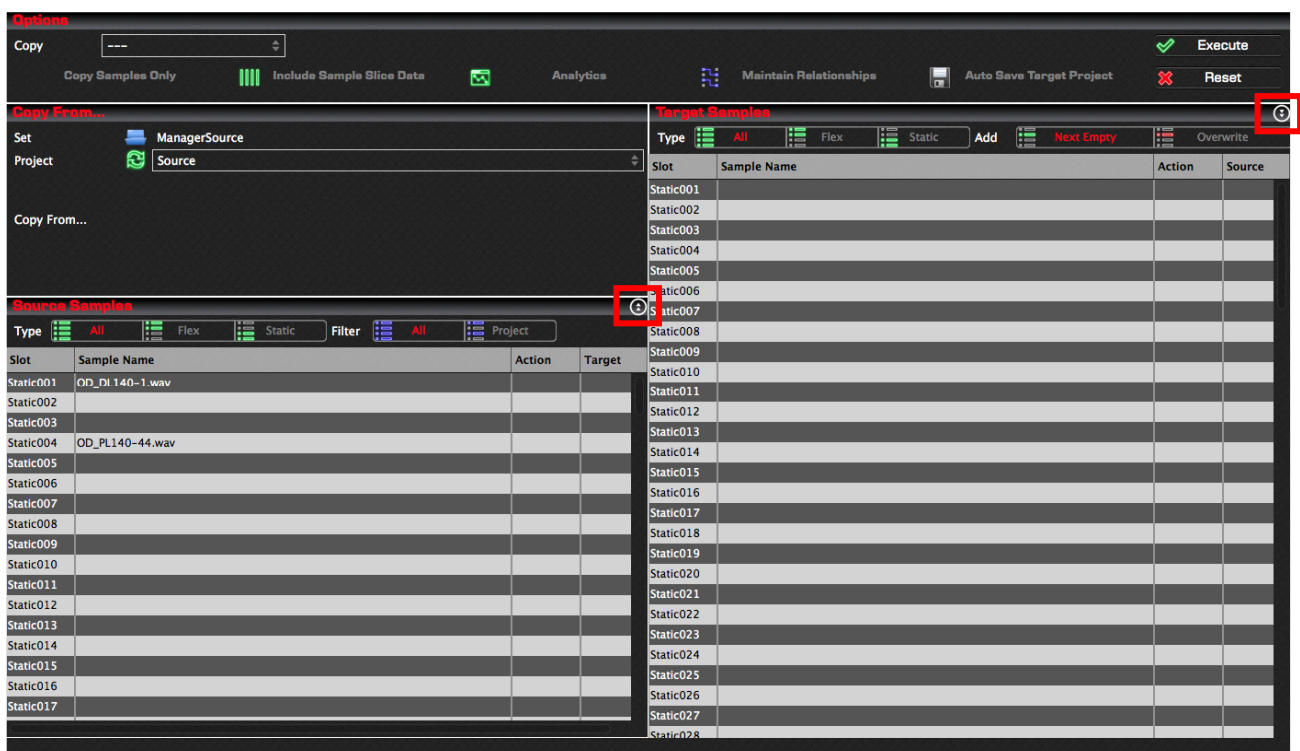 Options
Copy --- Execute
Copy Samples Only Include Sample Slice Data Analytics Maintain Relationships Auto Save Target Project Reset
Copy From...
Set ManagerSource
Project Source
Copy From...
Source Samples
Type All Flex Static Filter All Project
Slot Sample Name Action Target
Static001 OD_DL140-1.wav
Static002
Static003
Static004 OD_PL140-44.wav
Static005
Static006
Static007
Static008
Static009
Static010
Static011
Static012
Static013
Static014
Static015
Static016
Static017
Target Samples
Type All Flex Static Add Next Empty Overwrite
Slot Sample Name Action Source
Static001
Static002
Static003
Static004
Static005
Static006
Static007
Static008
Static009
Static010
Static011
Static012
Static013
Static014
Static015
Static016
Static017
Static018
Static019
Static020
Static021
Static022
Static023
Static024
Static025
Static026
Static027
Static028